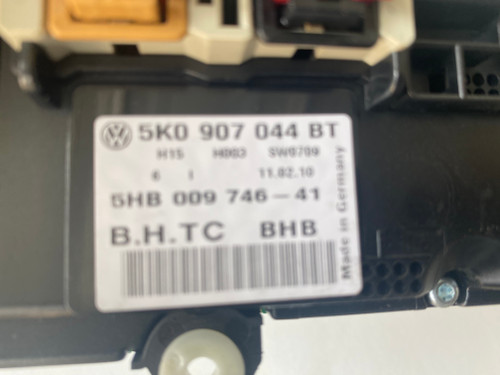 5K0 907 044 BT
H15 H003 SW0709
6 I 11.02.10
5HB 009 746-41
B.H.TC BHB
Made in Germany